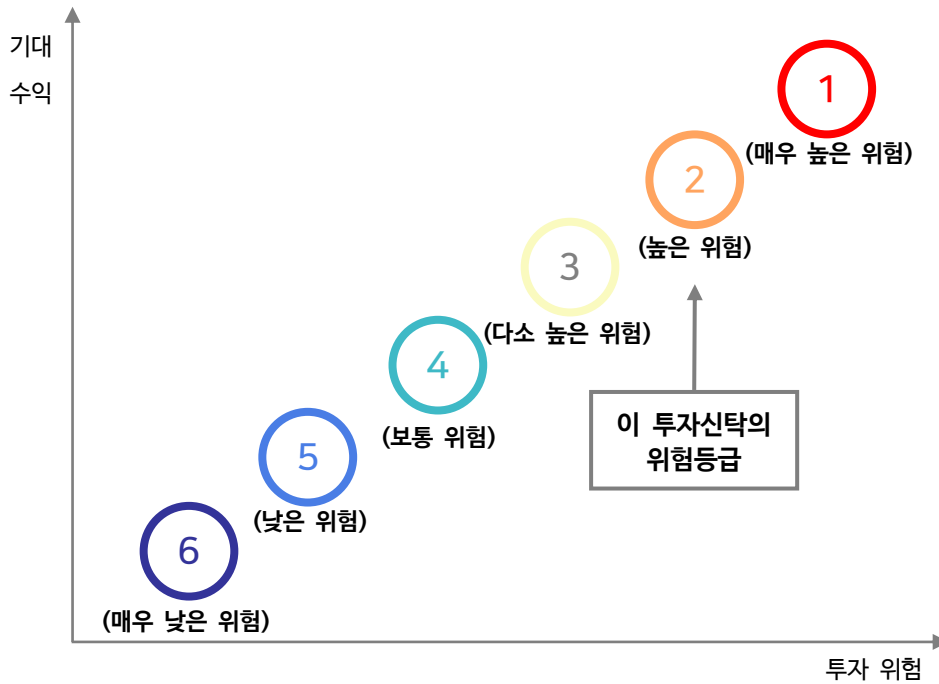 기대
수익
1
(매우 높은 위험)
2
(높은 위험)
3
(다소 높은 위험)
4
(보통 위험)
이 투자신탁의
위험등급
5
(낮은 위험)
6
(매우 낮은 위험)
투자 위험